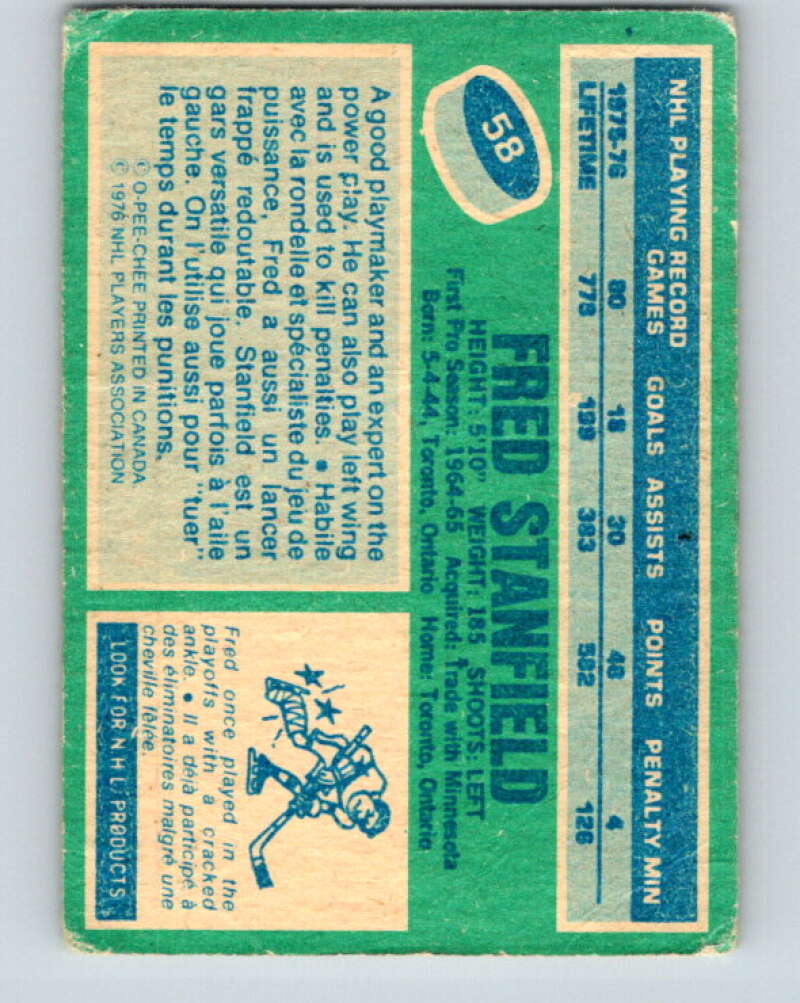 NHL PLAYING RECORD
GAMES GOALS ASSISTS POINTS PENALTY MIN
1975-76 80 18 30 48 4
LIFETIME 778 199 383 582 126
58
FRED STANFIELD
HEIGHT: 5'10" WEIGHT: 185 SHOOTS: LEFT
First Pro Season: 1964-65 Acquired: Trade with Minnesota
Born: 5-4-44, Toronto, Ontario Home: Toronto, Ontario
A good playmaker and an expert on the
power play. He can also play left wing
and is used to kill penalties. • Habile
avec la rondelle et spécialiste du jeu de
puissance, Fred a aussi un lancer
frappé redoutable. Stanfield est un
gars versatile qui joue parfois à l'aile
gauche. On l'utilise aussi pour "tuer"
le temps durant les punitions.
© O-PEE-CHEE PRINTED IN CANADA
© 1976 NHL PLAYERS ASSOCIATION
Fred once played in the
playoffs with a cracked
ankle. • Il a déjà participé à
des éliminatoires malgré une
cheville fêlée.
LOOK FOR N H L PRODUCTS